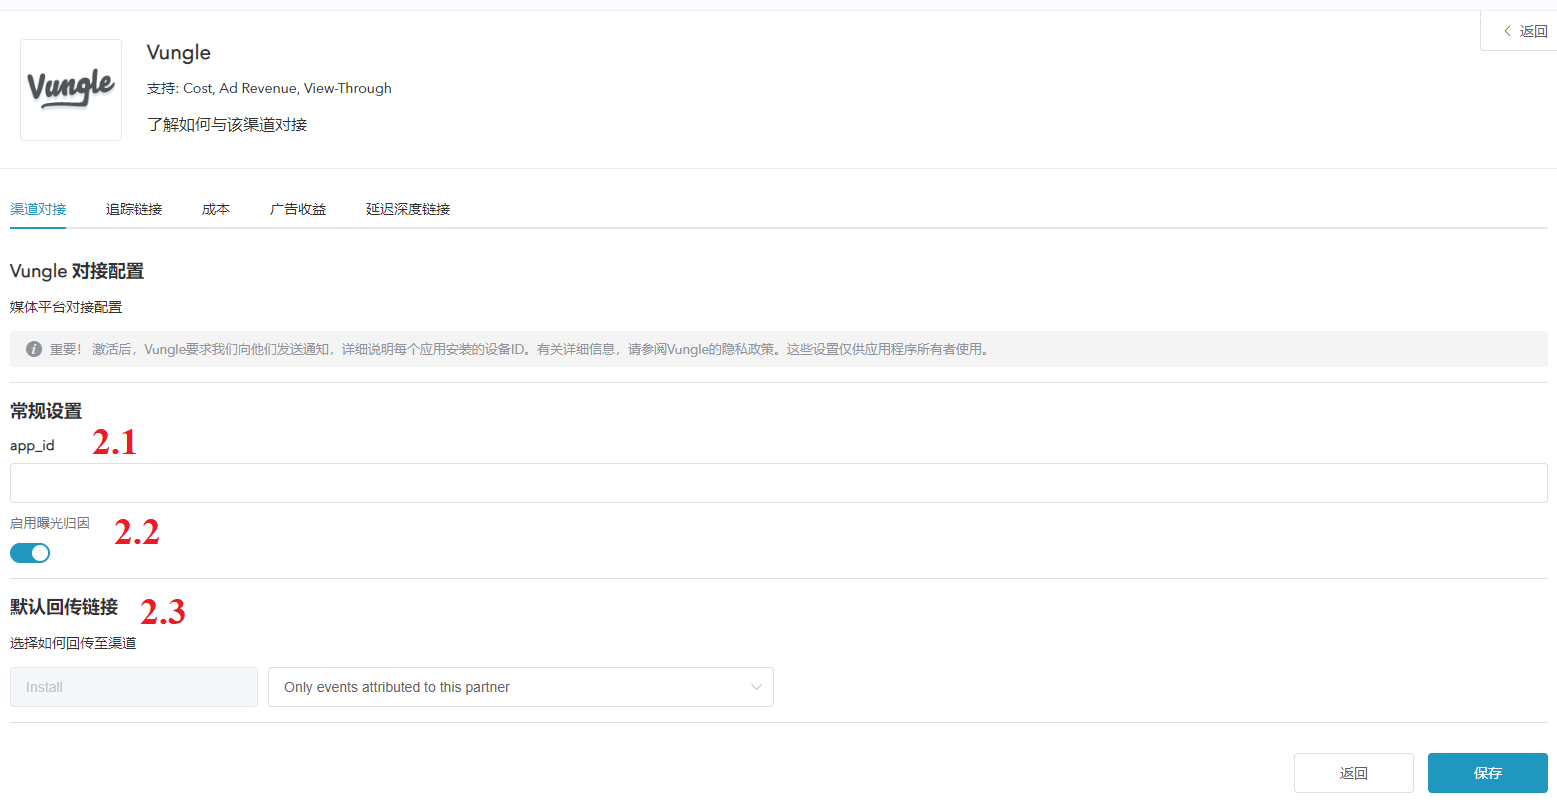 返回
Vungle
Vungle
支持: Cost, Ad Revenue, View-Through
了解如何与该渠道对接
渠道对接 追踪链接 成本 广告收益 延迟深度链接
Vungle 对接配置
媒体平台对接配置
重要！ 激活后，Vungle要求我们向他们发送通知，详细说明每个应用安装的设备ID。有关详细信息，请参阅Vungle的隐私政策。这些设置仅供应用程序所有者使用。
常规设置
app_id 2.1
启用曝光归因 2.2
默认回传链接 2.3
选择如何回传至渠道
Install Only events attributed to this partner
返回 保存